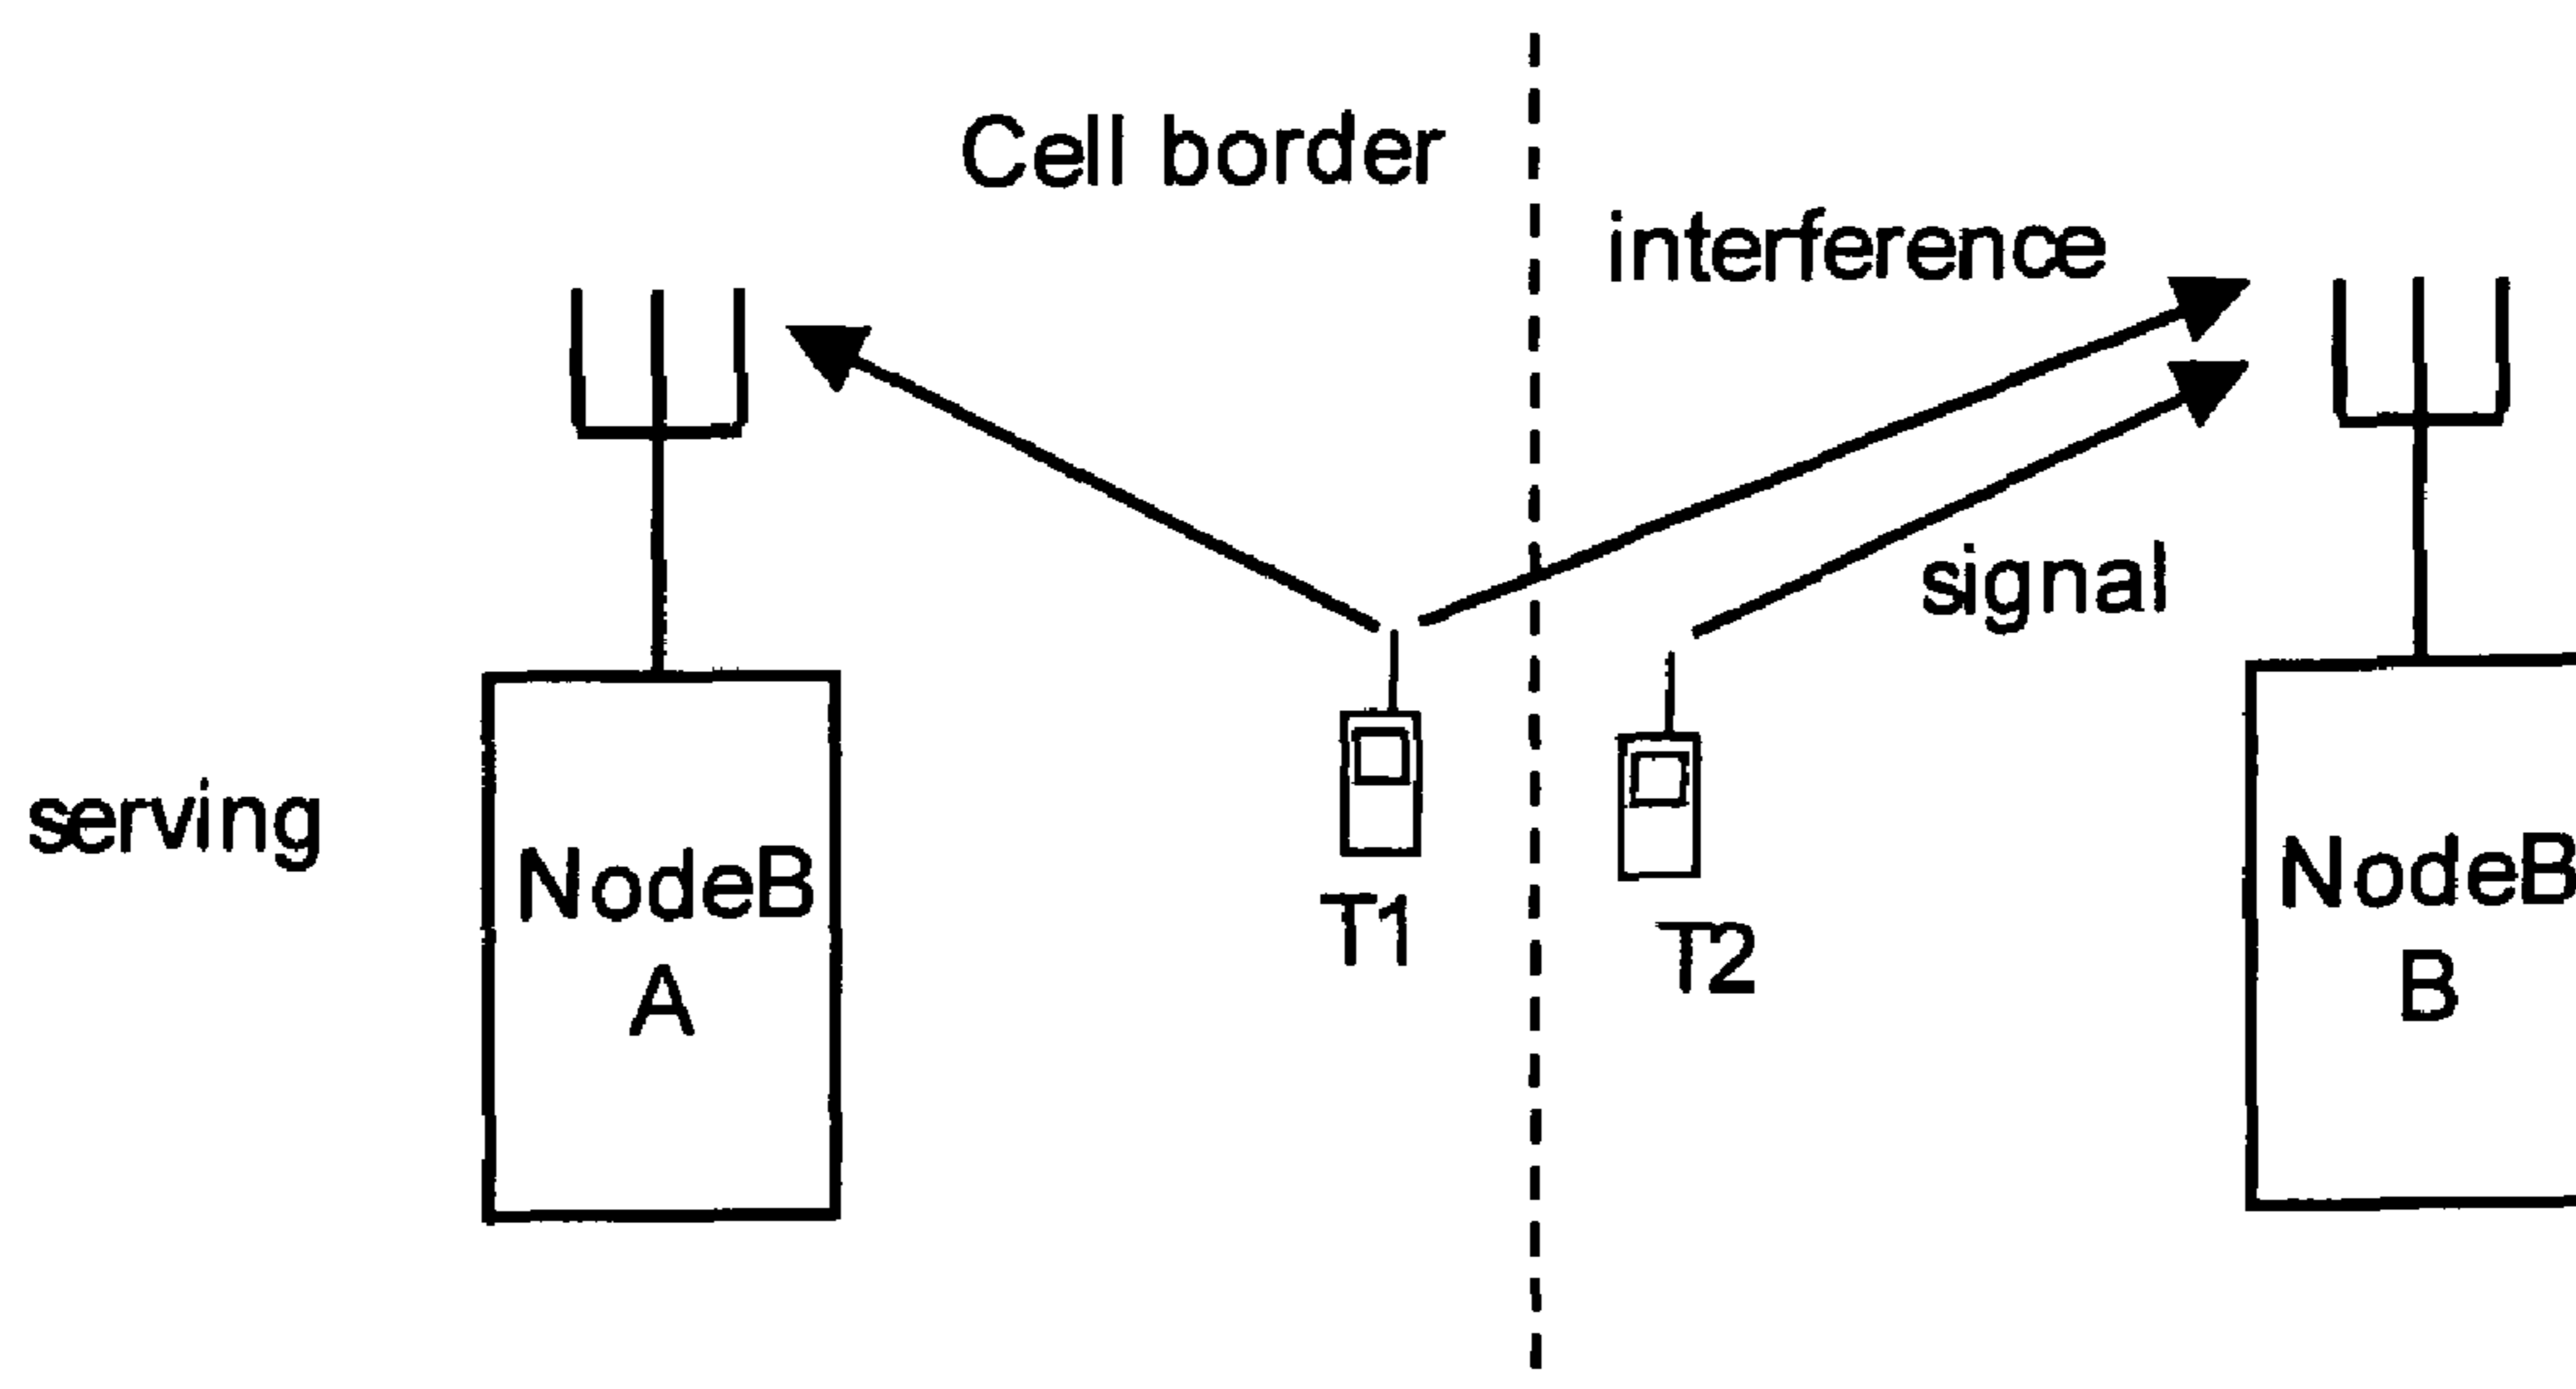 Cell border
interference
signal
serving
NodeB
A
T1
T2
NodeB
B